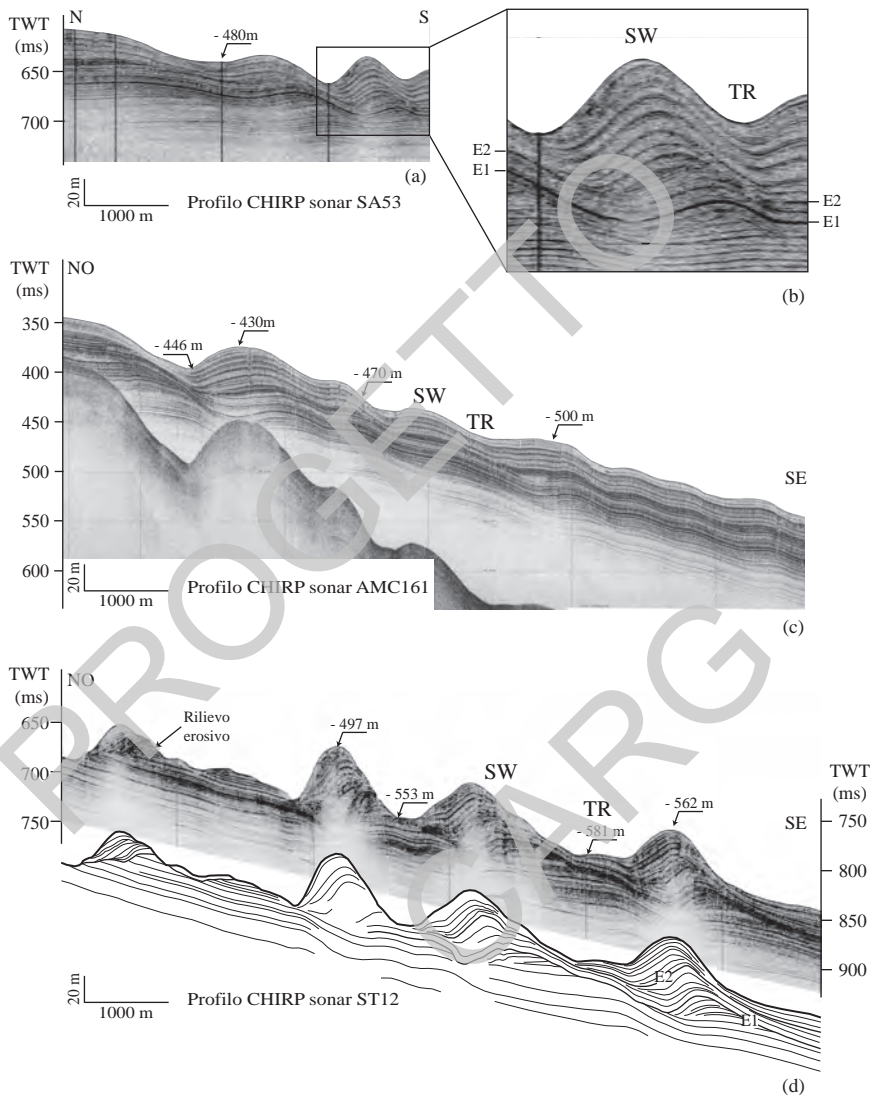 TWT
(ms)
N
S
- 480m
650
700
(a)
20 m
1000 m
Profilo CHIRP sonar SA53
SW
TR
E2
E1
E2
E1
(b)
TWT
(ms)
NO
350
400
450
500
550
600
- 446 m
- 430m
- 470 m
SW
TR
- 500 m
SE
20 m
1000 m
Profilo CHIRP sonar AMC161
(c)
TWT
(ms)
NO
650
700
750
Rilievo
erosivo
- 497 m
- 553 m
SW
TR
- 581 m
- 562 m
TWT
(ms)
SE
750
800
850
900
E2
E1
20 m
1000 m
Profilo CHIRP sonar ST12
(d)
PROGETTO
CARG